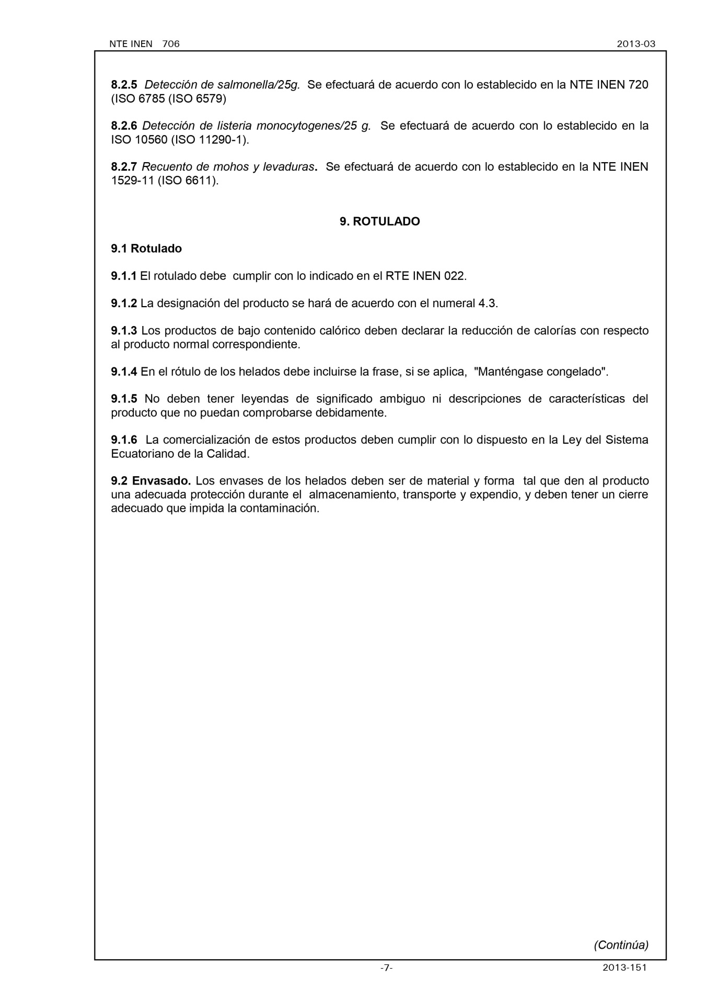 NTE INEN 706 2013-03
8.2.5 Detección de salmonella/25g. Se efectuará de acuerdo con lo establecido en la NTE INEN 720
(ISO 6785 (ISO 6579)
8.2.6 Detección de listeria monocytogenes/25 g. Se efectuará de acuerdo con lo establecido en la
ISO 10560 (ISO 11290-1).
8.2.7 Recuento de mohos y levaduras. Se efectuará de acuerdo con lo establecido en la NTE INEN
1529-11 (ISO 6611).
9. ROTULADO
9.1 Rotulado
9.1.1 El rotulado debe cumplir con lo indicado en el RTE INEN 022.
9.1.2 La designación del producto se hará de acuerdo con el numeral 4.3.
9.1.3 Los productos de bajo contenido calórico deben declarar la reducción de calorías con respecto
al producto normal correspondiente.
9.1.4 En el rótulo de los helados debe incluirse la frase, si se aplica, "Manténgase congelado".
9.1.5 No deben tener leyendas de significado ambiguo ni descripciones de características del
producto que no puedan comprobarse debidamente.
9.1.6 La comercialización de estos productos deben cumplir con lo dispuesto en la Ley del Sistema
Ecuatoriano de la Calidad.
9.2 Envasado. Los envases de los helados deben ser de material y forma tal que den al producto
una adecuada protección durante el almacenamiento, transporte y expendio, y deben tener un cierre
adecuado que impida la contaminación.
(Continúa)
-7- 2013-151